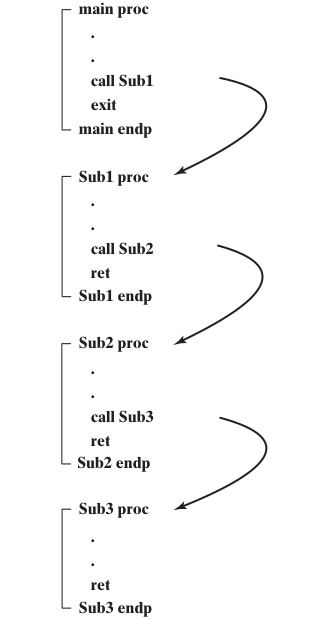 main proc
.
.
call Sub1
exit
main endp
Sub1 proc
.
.
call Sub2
ret
Sub1 endp
Sub2 proc
.
.
call Sub3
ret
Sub2 endp
Sub3 proc
.
.
ret
Sub3 endp